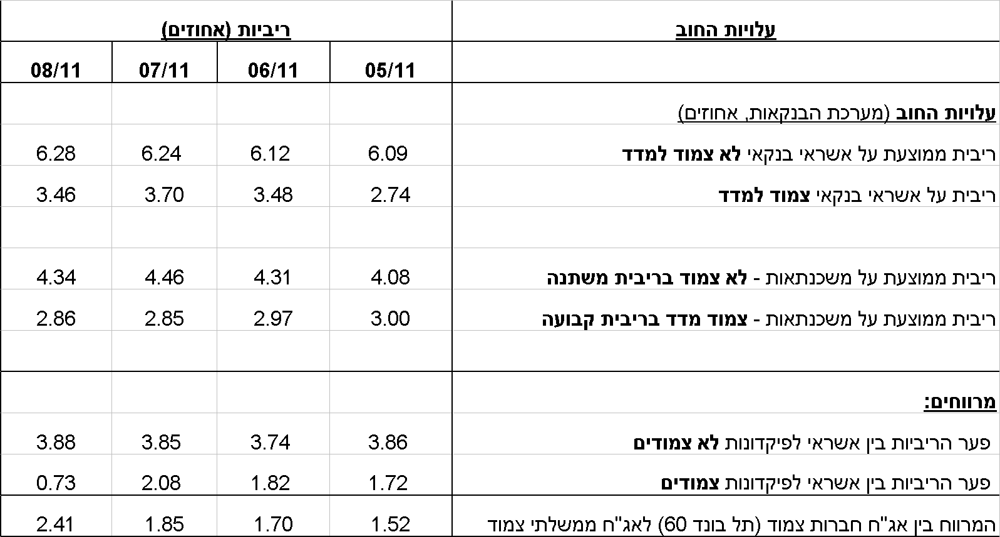 עלויות החוב ריביות (אחוזים)
05/11 06/11 07/11 08/11
עלויות החוב (מערכת הבנקאות, אחוזים)
ריבית ממוצעת על אשראי בנקאי לא צמוד למדד 6.09 6.12 6.24 6.28
ריבית על אשראי בנקאי צמוד למדד 2.74 3.48 3.70 3.46
ריבית ממוצעת על משכנתאות - לא צמוד בריבית משתנה 4.08 4.31 4.46 4.34
ריבית ממוצעת על משכנתאות - צמוד מדד בריבית קבועה 3.00 2.97 2.85 2.86
מרווחים:
פער הריביות בין אשראי לפיקדונות לא צמודים 3.86 3.74 3.85 3.88
פער הריביות בין אשראי לפיקדונות צמודים 1.72 1.82 2.08 0.73
המרווח בין אג"ח חברות צמוד (תל בונד 60) לאג"ח ממשלתי צמוד 1.52 1.70 1.85 2.41